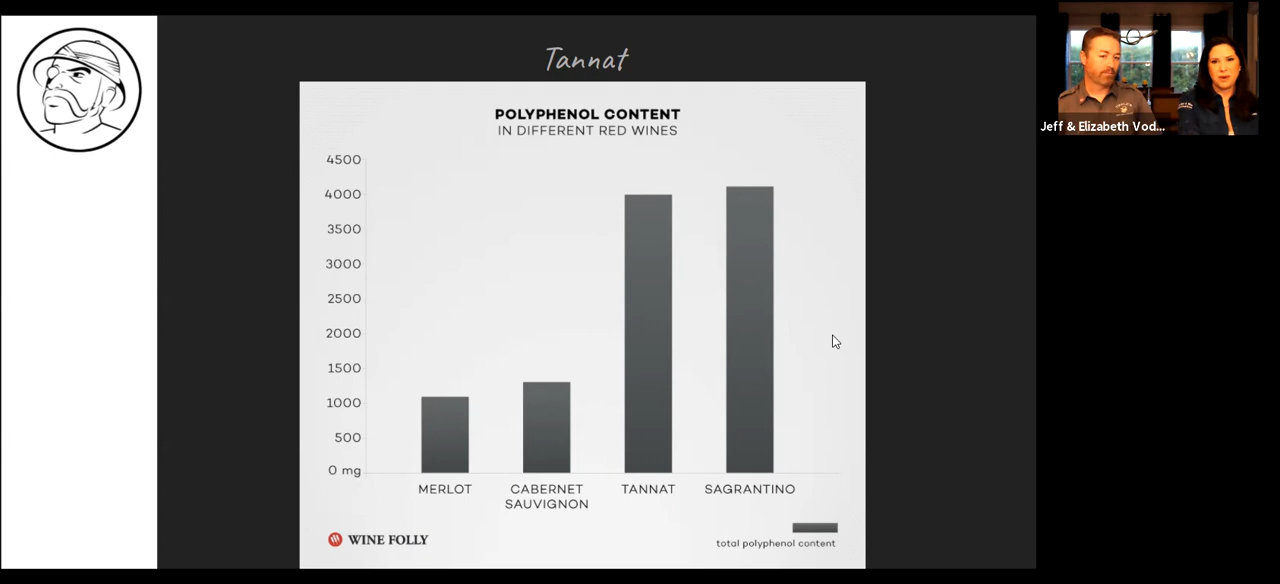 Tannat
POLYPHENOL CONTENT
IN DIFFERENT RED WINES
4500
4000
3500
3000
2500
2000
1500
1000
500
0 mg
MERLOT
CABERNET
SAUVIGNON
TANNAT
SAGRANTINO
WINE FOLLY
total polyphenol content
Jeff & Elizabeth Vod...